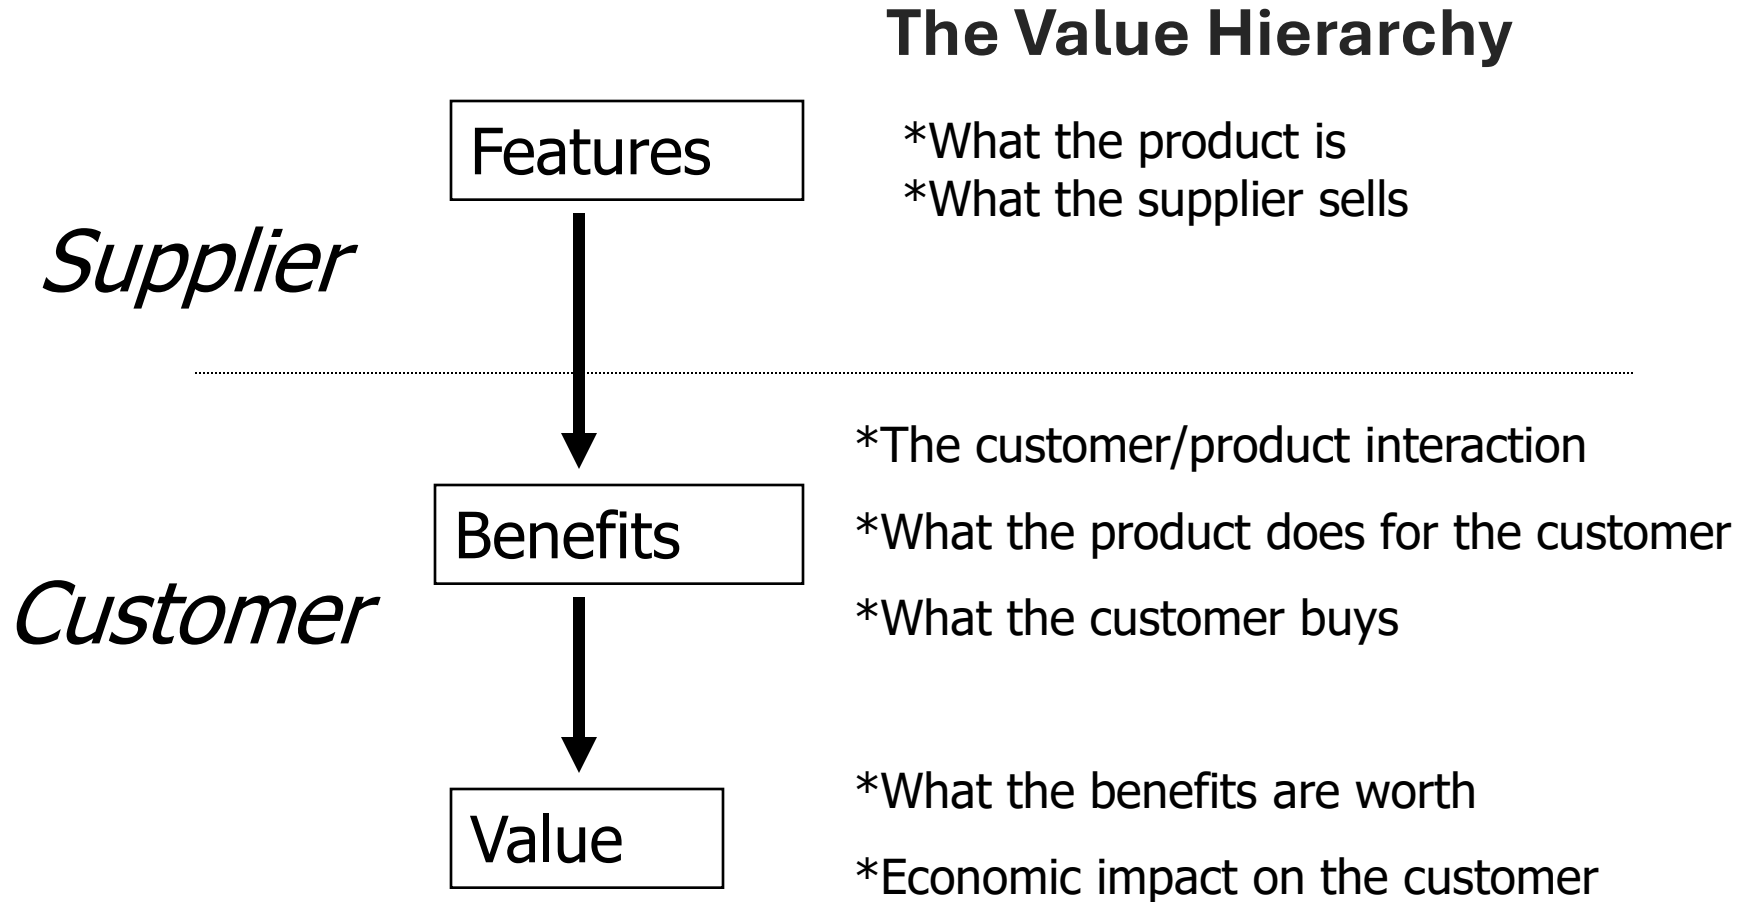 The Value Hierarchy
Features
*What the product is
*What the supplier sells
Supplier
*The customer/product interaction
Benefits
*What the product does for the customer
Customer
*What the customer buys
*What the benefits are worth
Value
*Economic impact on the customer